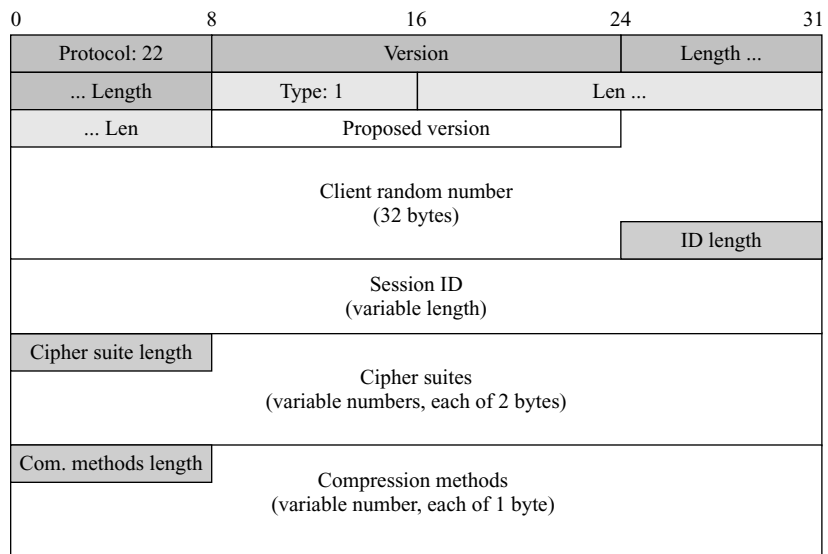 0 8 16 24 31
Protocol: 22 Version Length ...
... Length Type: 1 Len ...
... Len Proposed version
Client random number
(32 bytes)
ID length
Session ID
(variable length)
Cipher suite length
Cipher suites
(variable numbers, each of 2 bytes)
Com. methods length
Compression methods
(variable number, each of 1 byte)